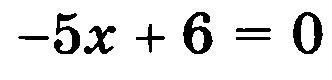 −5x + 6 = 0